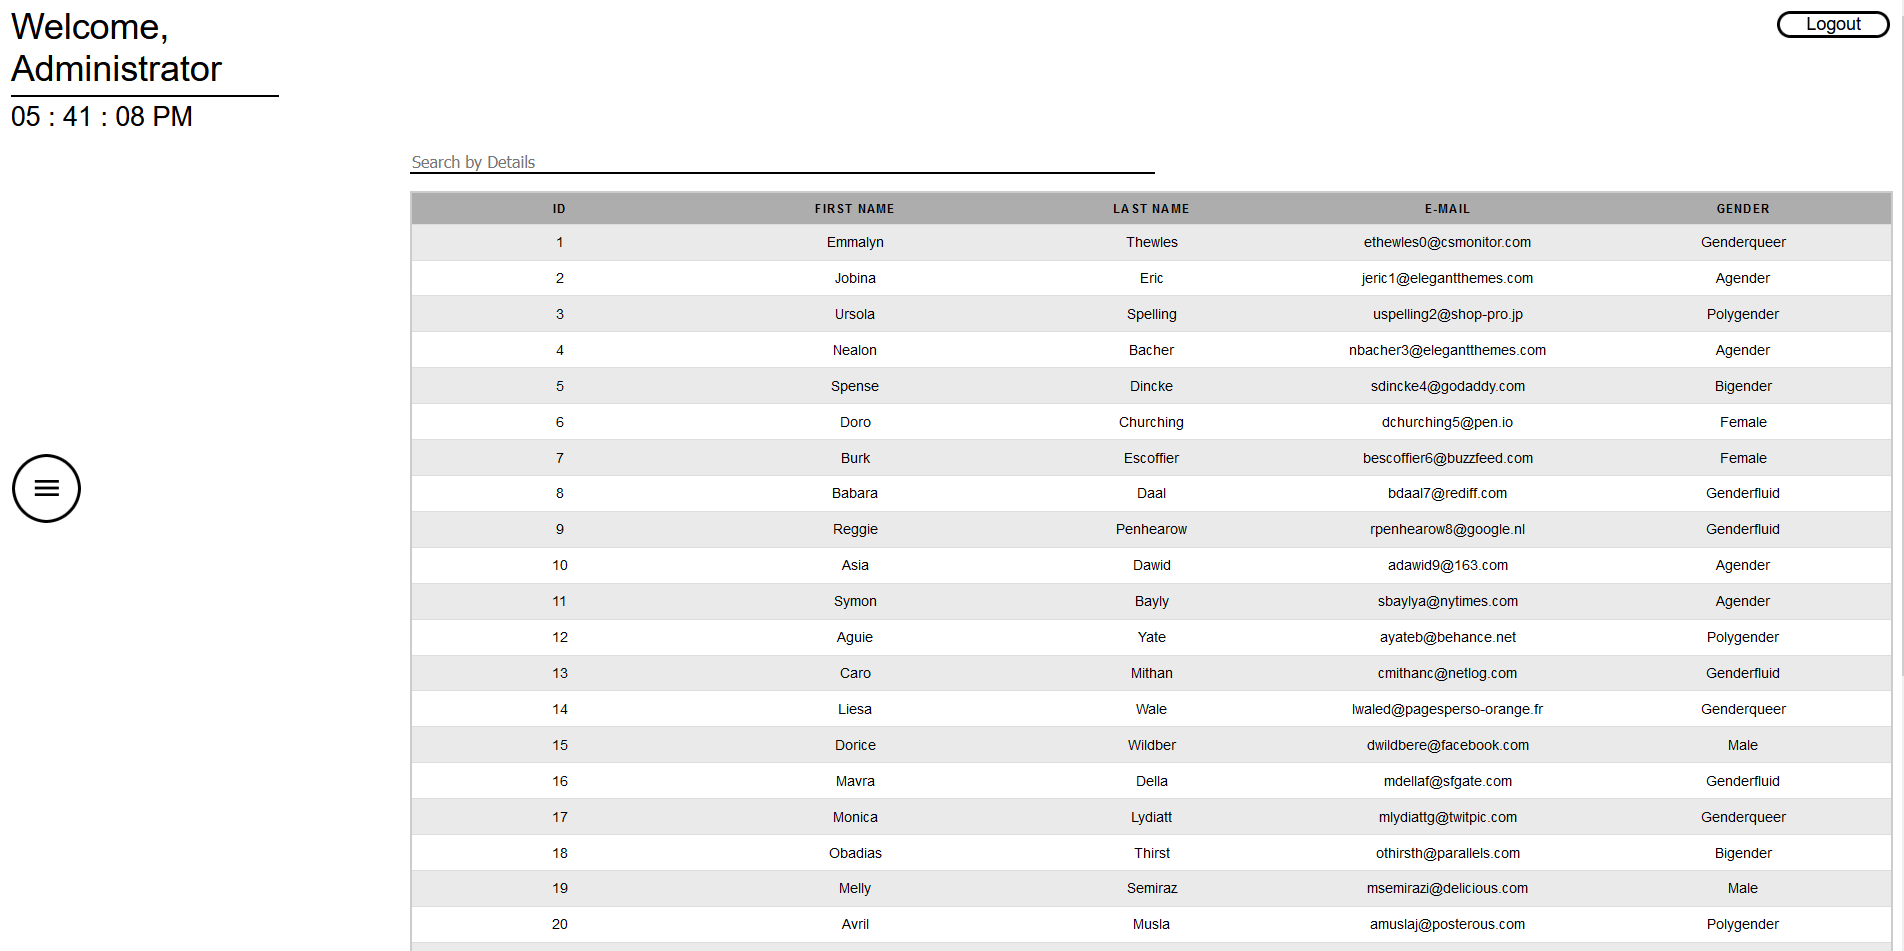 Welcome,
Administrator
Logout
05 : 41 : 08 PM
Search by Details
ID FIRST NAME LAST NAME E-MAIL GENDER
1 Emmalyn Thewles ethewles0@csmonitor.com Genderqueer
2 Jobina Eric jeric1@elegantthemes.com Agender
3 Ursola Spelling uspelling2@shop-pro.jp Polygender
4 Nealon Bacher nbacher3@elegantthemes.com Agender
5 Spense Dincke sdincke4@godaddy.com Bigender
6 Doro Churching dchurching5@pen.io Female
7 Burk Escoffier bescoffier6@buzzfeed.com Female
8 Babara Daal bdaal7@rediff.com Genderfluid
9 Reggie Penhearow rpenhearow8@google.nl Genderfluid
10 Asia Dawid adawid9@163.com Agender
11 Symon Bayly sbaylya@nytimes.com Agender
12 Aguie Yate ayateb@behance.net Polygender
13 Caro Mithan cmithanc@netlog.com Genderfluid
14 Liesa Wale lwaled@pagesperso-orange.fr Genderqueer
15 Dorice Wildber dwildbere@facebook.com Male
16 Mavra Della mdellaf@sfgate.com Genderfluid
17 Monica Lydiatt mlydiattg@twitpic.com Genderqueer
18 Obadias Thirst othirsth@parallels.com Bigender
19 Melly Semiraz msemirazi@delicious.com Male
20 Avril Musla amuslaj@posterous.com Polygender